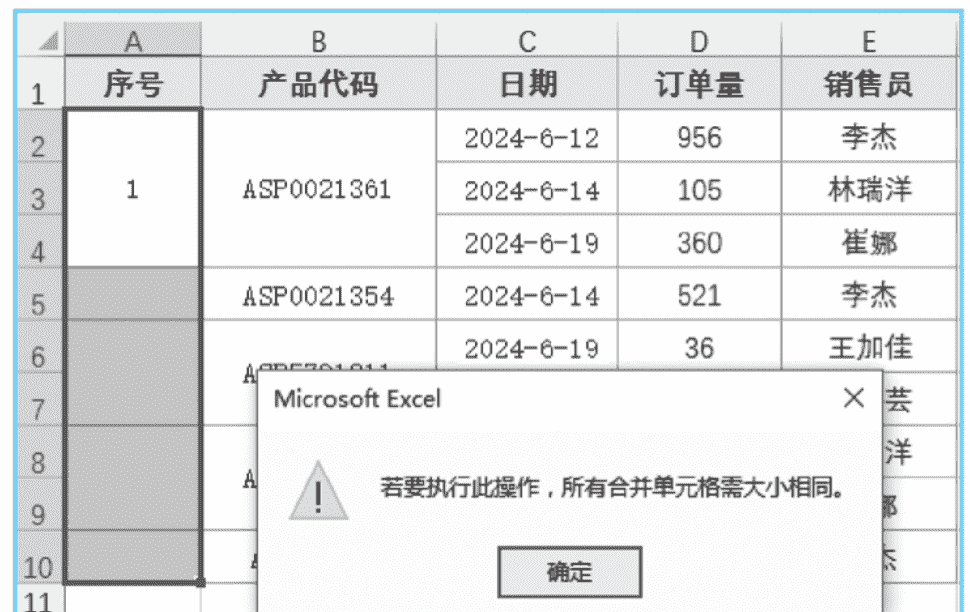 A B C D E
1 序号 产品代码 日期 订单量 销售员
2 2024-6-12 956 李杰
3 1 ASP0021361 2024-6-14 105 林瑞洋
4 2024-6-19 360 崔娜
5 ASP0021354 2024-6-14 521 李杰
6 2024-6-19 36 王加佳
7 芸
Microsoft Excel
8 洋
若要执行此操作，所有合并单元格需大小相同。
9
10
确定
11